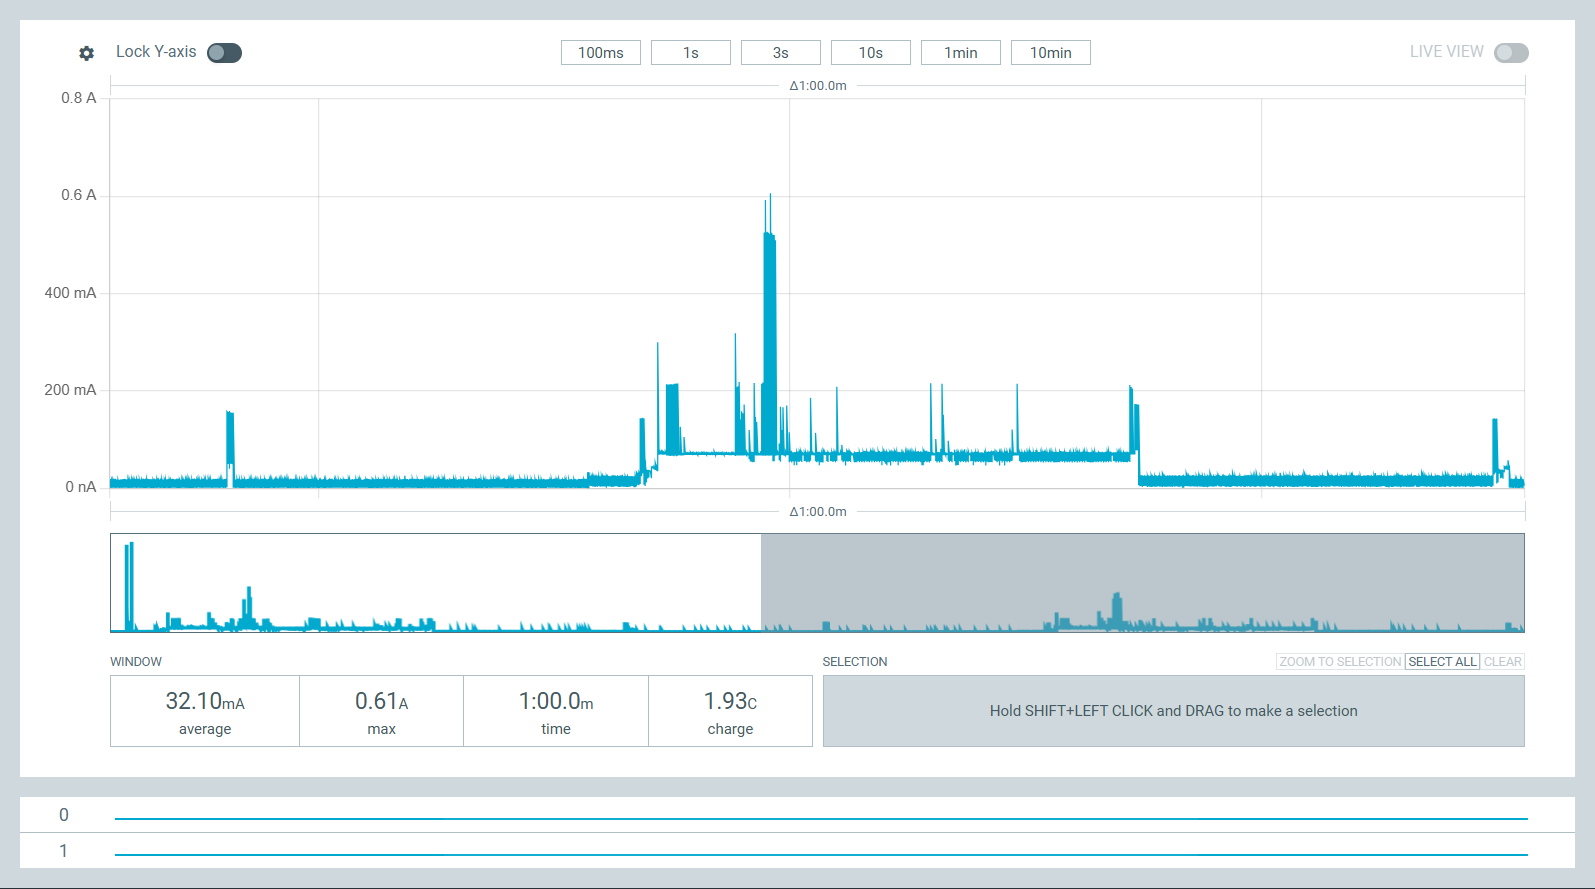 Lock Y-axis
100ms 1s 3s 10s 1min 10min
LIVE VIEW
Δ1:00.0m
0.8 A
0.6 A
400 mA
200 mA
0 nA
Δ1:00.0m
WINDOW
32.10mA
average
0.61A
max
1:00.0m
time
1.93C
charge
SELECTION
ZOOM TO SELECTION SELECT ALL CLEAR
Hold SHIFT+LEFT CLICK and DRAG to make a selection
0
1